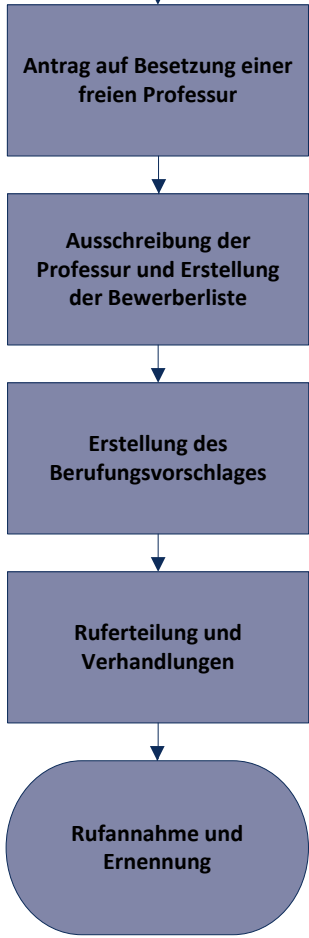 Antrag auf Besetzung einer
freien Professur
Ausschreibung der
Professur und Erstellung
der Bewerberliste
Erstellung des
Berufungsvorschlages
Ruferteilung und
Verhandlungen
Rufannahme und
Ernennung